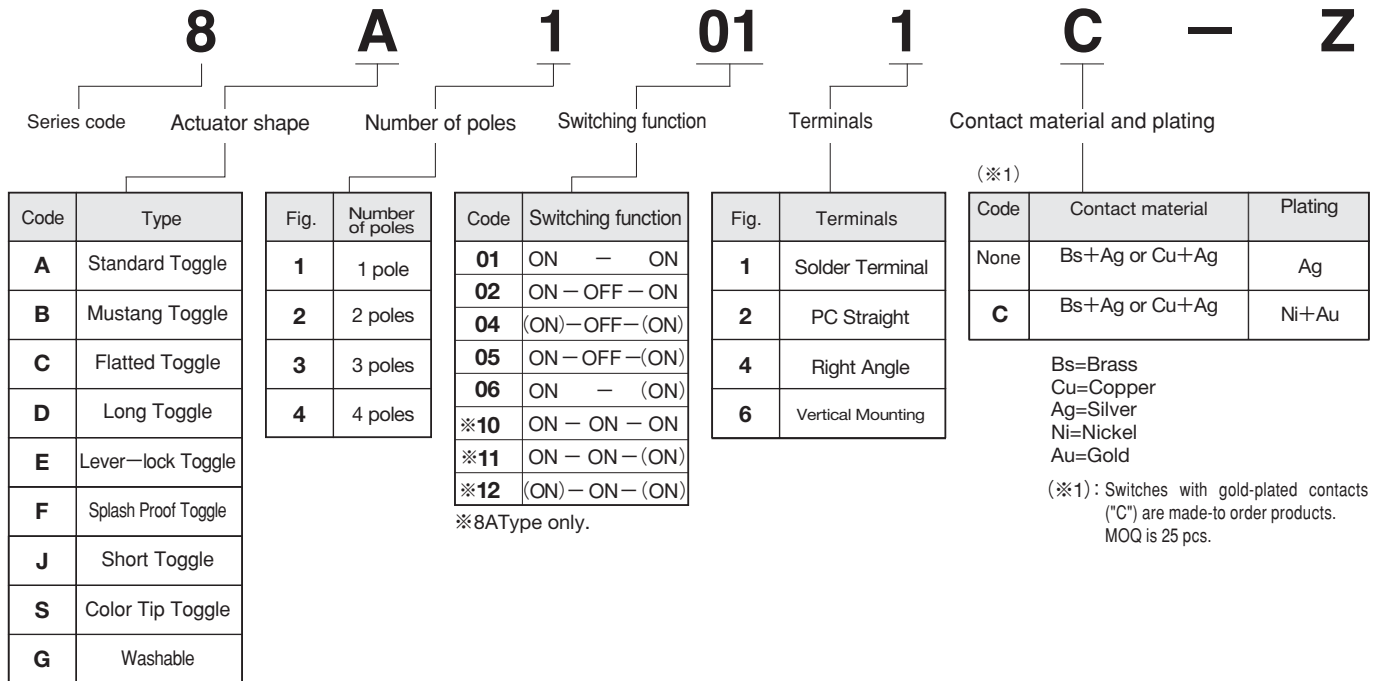 8 A 1 01 1 C — Z
Series code Actuator shape Number of poles Switching function Terminals Contact material and plating
Code Type
A Standard Toggle
B Mustang Toggle
C Flatted Toggle
D Long Toggle
E Lever—lock Toggle
F Splash Proof Toggle
J Short Toggle
S Color Tip Toggle
G Washable
Fig. Number
of poles
1 1 pole
2 2 poles
3 3 poles
4 4 poles
Code Switching function
01 ON — ON
02 ON — OFF — ON
04 (ON)—OFF—(ON)
05 ON — OFF —(ON)
06 ON — (ON)
※10 ON — ON — ON
※11 ON — ON—(ON)
※12 (ON)— ON—(ON)
※8AType only.
Fig. Terminals
1 Solder Terminal
2 PC Straight
4 Right Angle
6 Vertical Mounting
(※1)
Code Contact material Plating
None Bs+Ag or Cu+Ag Ag
C Bs+Ag or Cu+Ag Ni+Au
Bs=Brass
Cu=Copper
Ag=Silver
Ni=Nickel
Au=Gold
(※1): Switches with gold-plated contacts
("C") are made-to order products.
MOQ is 25 pcs.